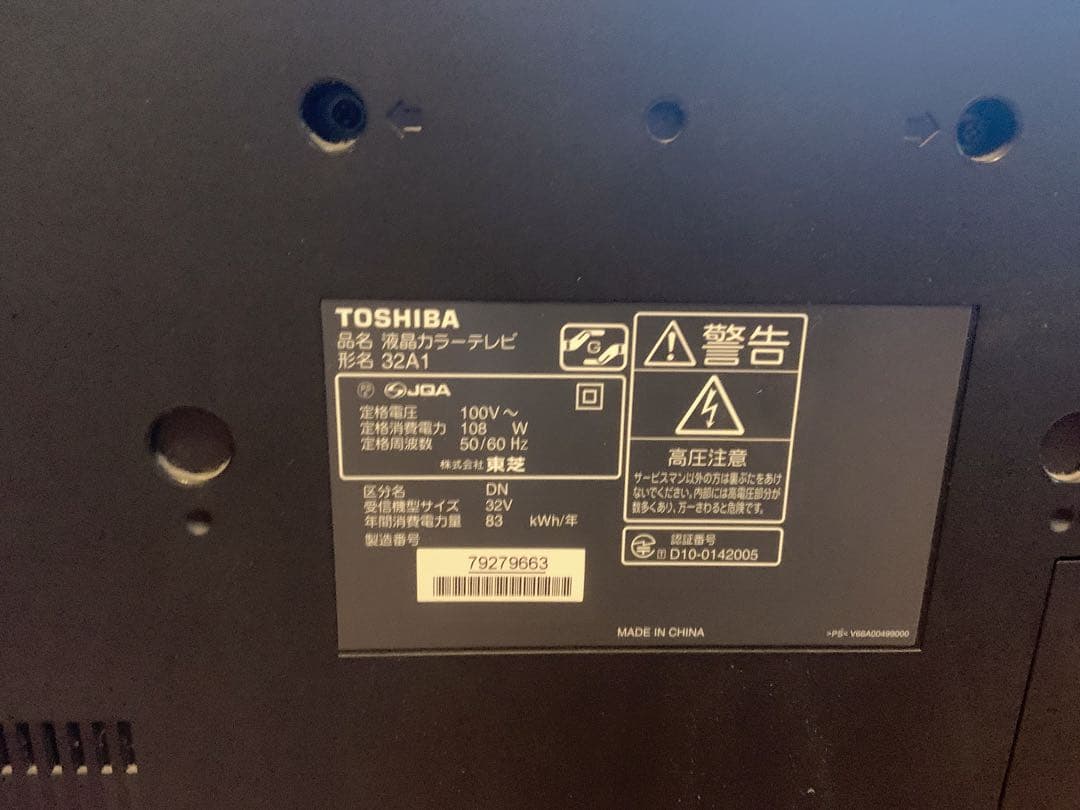 TOSHIBA
品名 液晶カラーテレビ
形名 32A1
G
PS E JQA
定格電圧 100V～
定格消費電力 108 W
定格周波数 50/60 Hz
株式会社 東芝
区分名 DN
受信機型サイズ 32V
年間消費電力量 83 kWh/年
製造番号
79279663
警告
高圧注意
サービスマン以外の方は裏ぶたをあけ
ないでください。内部には高電圧部分が
数多くあり、万一さわると危険です。
認証番号
T D10-0142005
MADE IN CHINA
>PS< V68A00499000